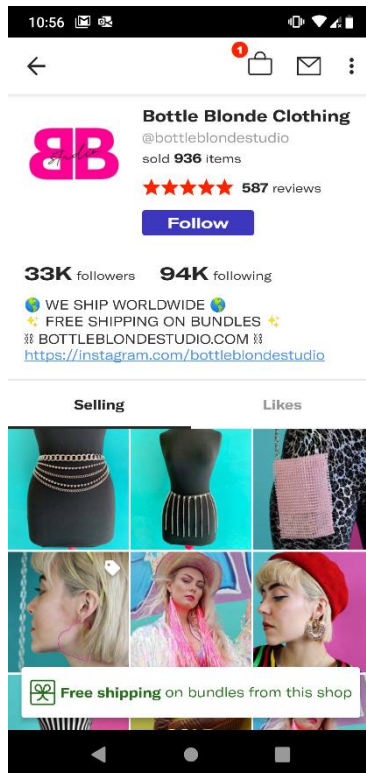 10:56
1
Bottle Blonde Clothing
@bottleblondestudio
sold 936 items
587 reviews
BB
studio
Follow
33K followers 94K following
🌎 WE SHIP WORLDWIDE 🌎
✨ FREE SHIPPING ON BUNDLES ✨
⛓ BOTTLEBLONDESTUDIO.COM ⛓
https://instagram.com/bottleblondestudio
Selling Likes
Free shipping on bundles from this shop